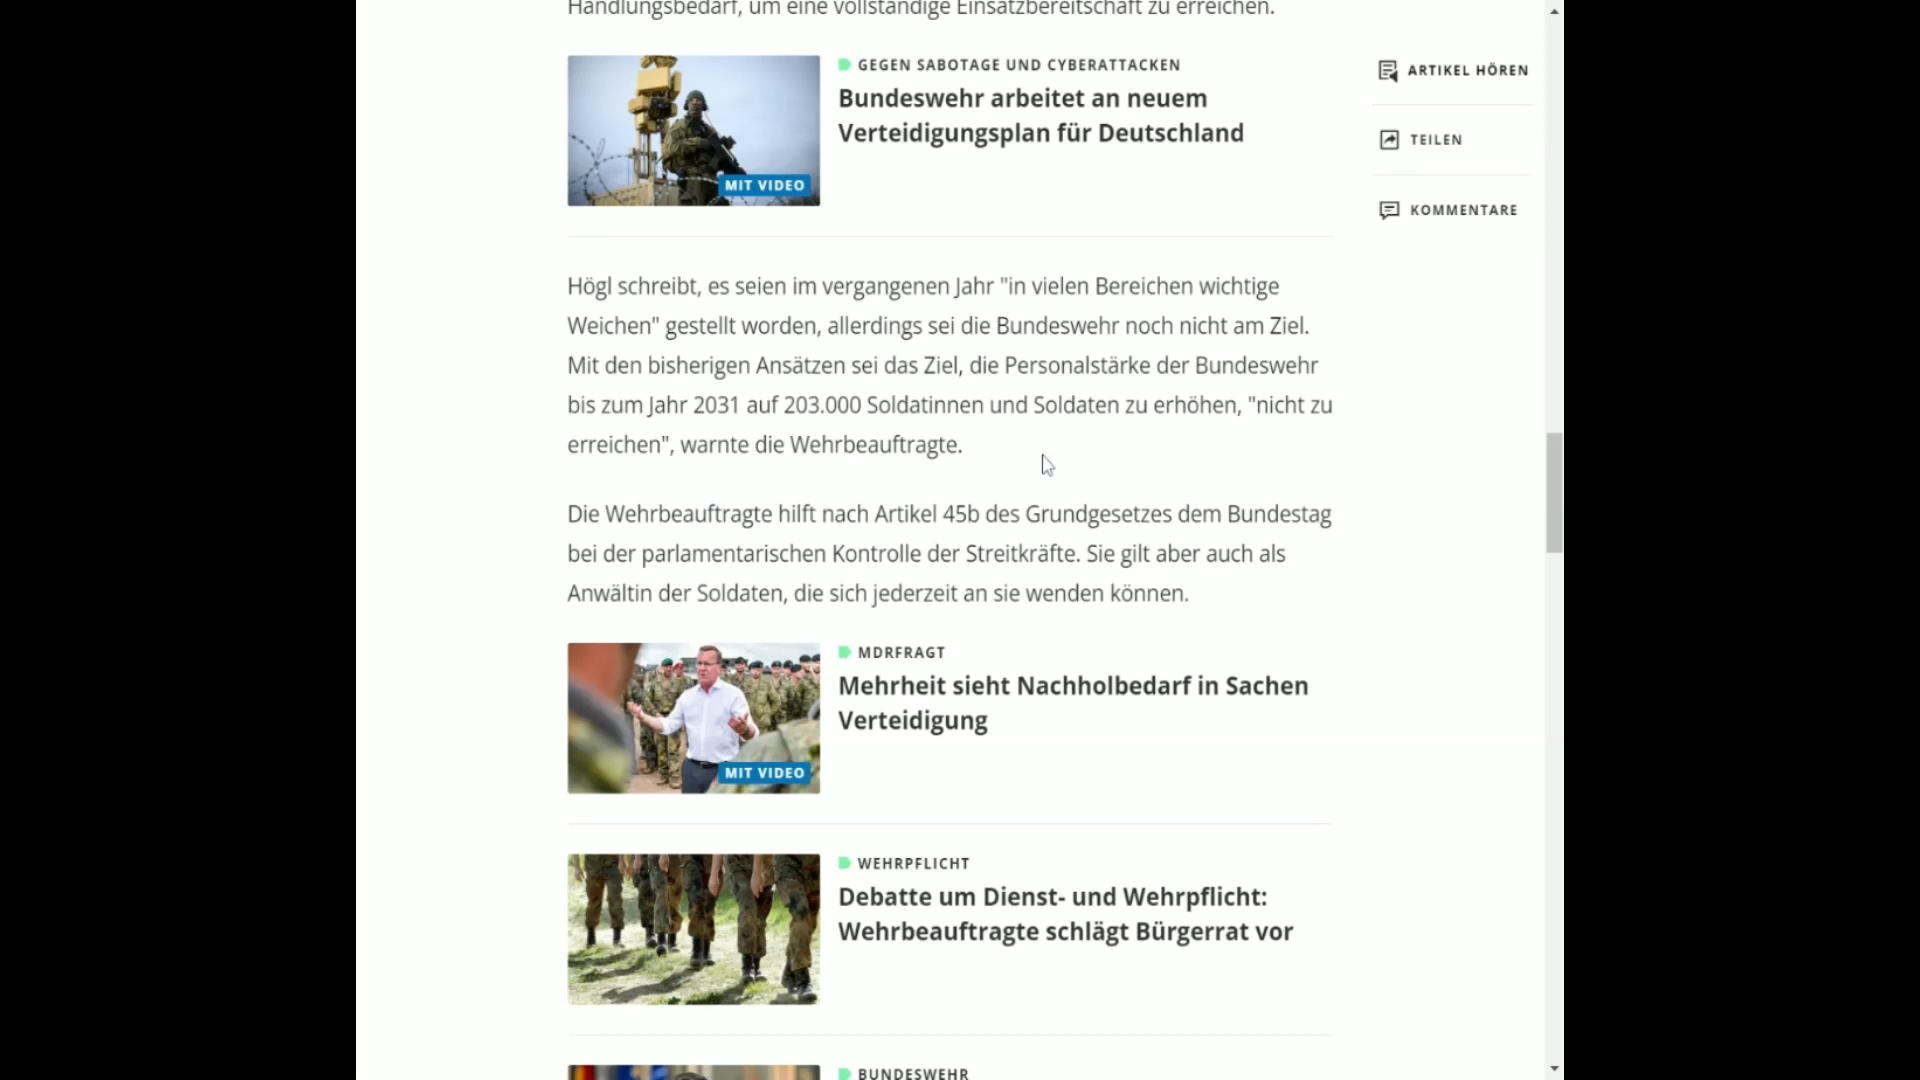 Handlungsbedarf, um eine vollständige Einsatzbereitschaft zu erreichen.
GEGEN SABOTAGE UND CYBERATTACKEN
Bundeswehr arbeitet an neuem
Verteidigungsplan für Deutschland
MIT VIDEO
ARTIKEL HÖREN
TEILEN
KOMMENTARE
Högl schreibt, es seien im vergangenen Jahr "in vielen Bereichen wichtige
Weichen" gestellt worden, allerdings sei die Bundeswehr noch nicht am Ziel.
Mit den bisherigen Ansätzen sei das Ziel, die Personalstärke der Bundeswehr
bis zum Jahr 2031 auf 203.000 Soldatinnen und Soldaten zu erhöhen, "nicht zu
erreichen", warnte die Wehrbeauftragte.
Die Wehrbeauftragte hilft nach Artikel 45b des Grundgesetzes dem Bundestag
bei der parlamentarischen Kontrolle der Streitkräfte. Sie gilt aber auch als
Anwältin der Soldaten, die sich jederzeit an sie wenden können.
MDRFRAGT
Mehrheit sieht Nachholbedarf in Sachen
Verteidigung
MIT VIDEO
WEHRPFLICHT
Debatte um Dienst- und Wehrpflicht:
Wehrbeauftragte schlägt Bürgerrat vor
BUNDESWEHR